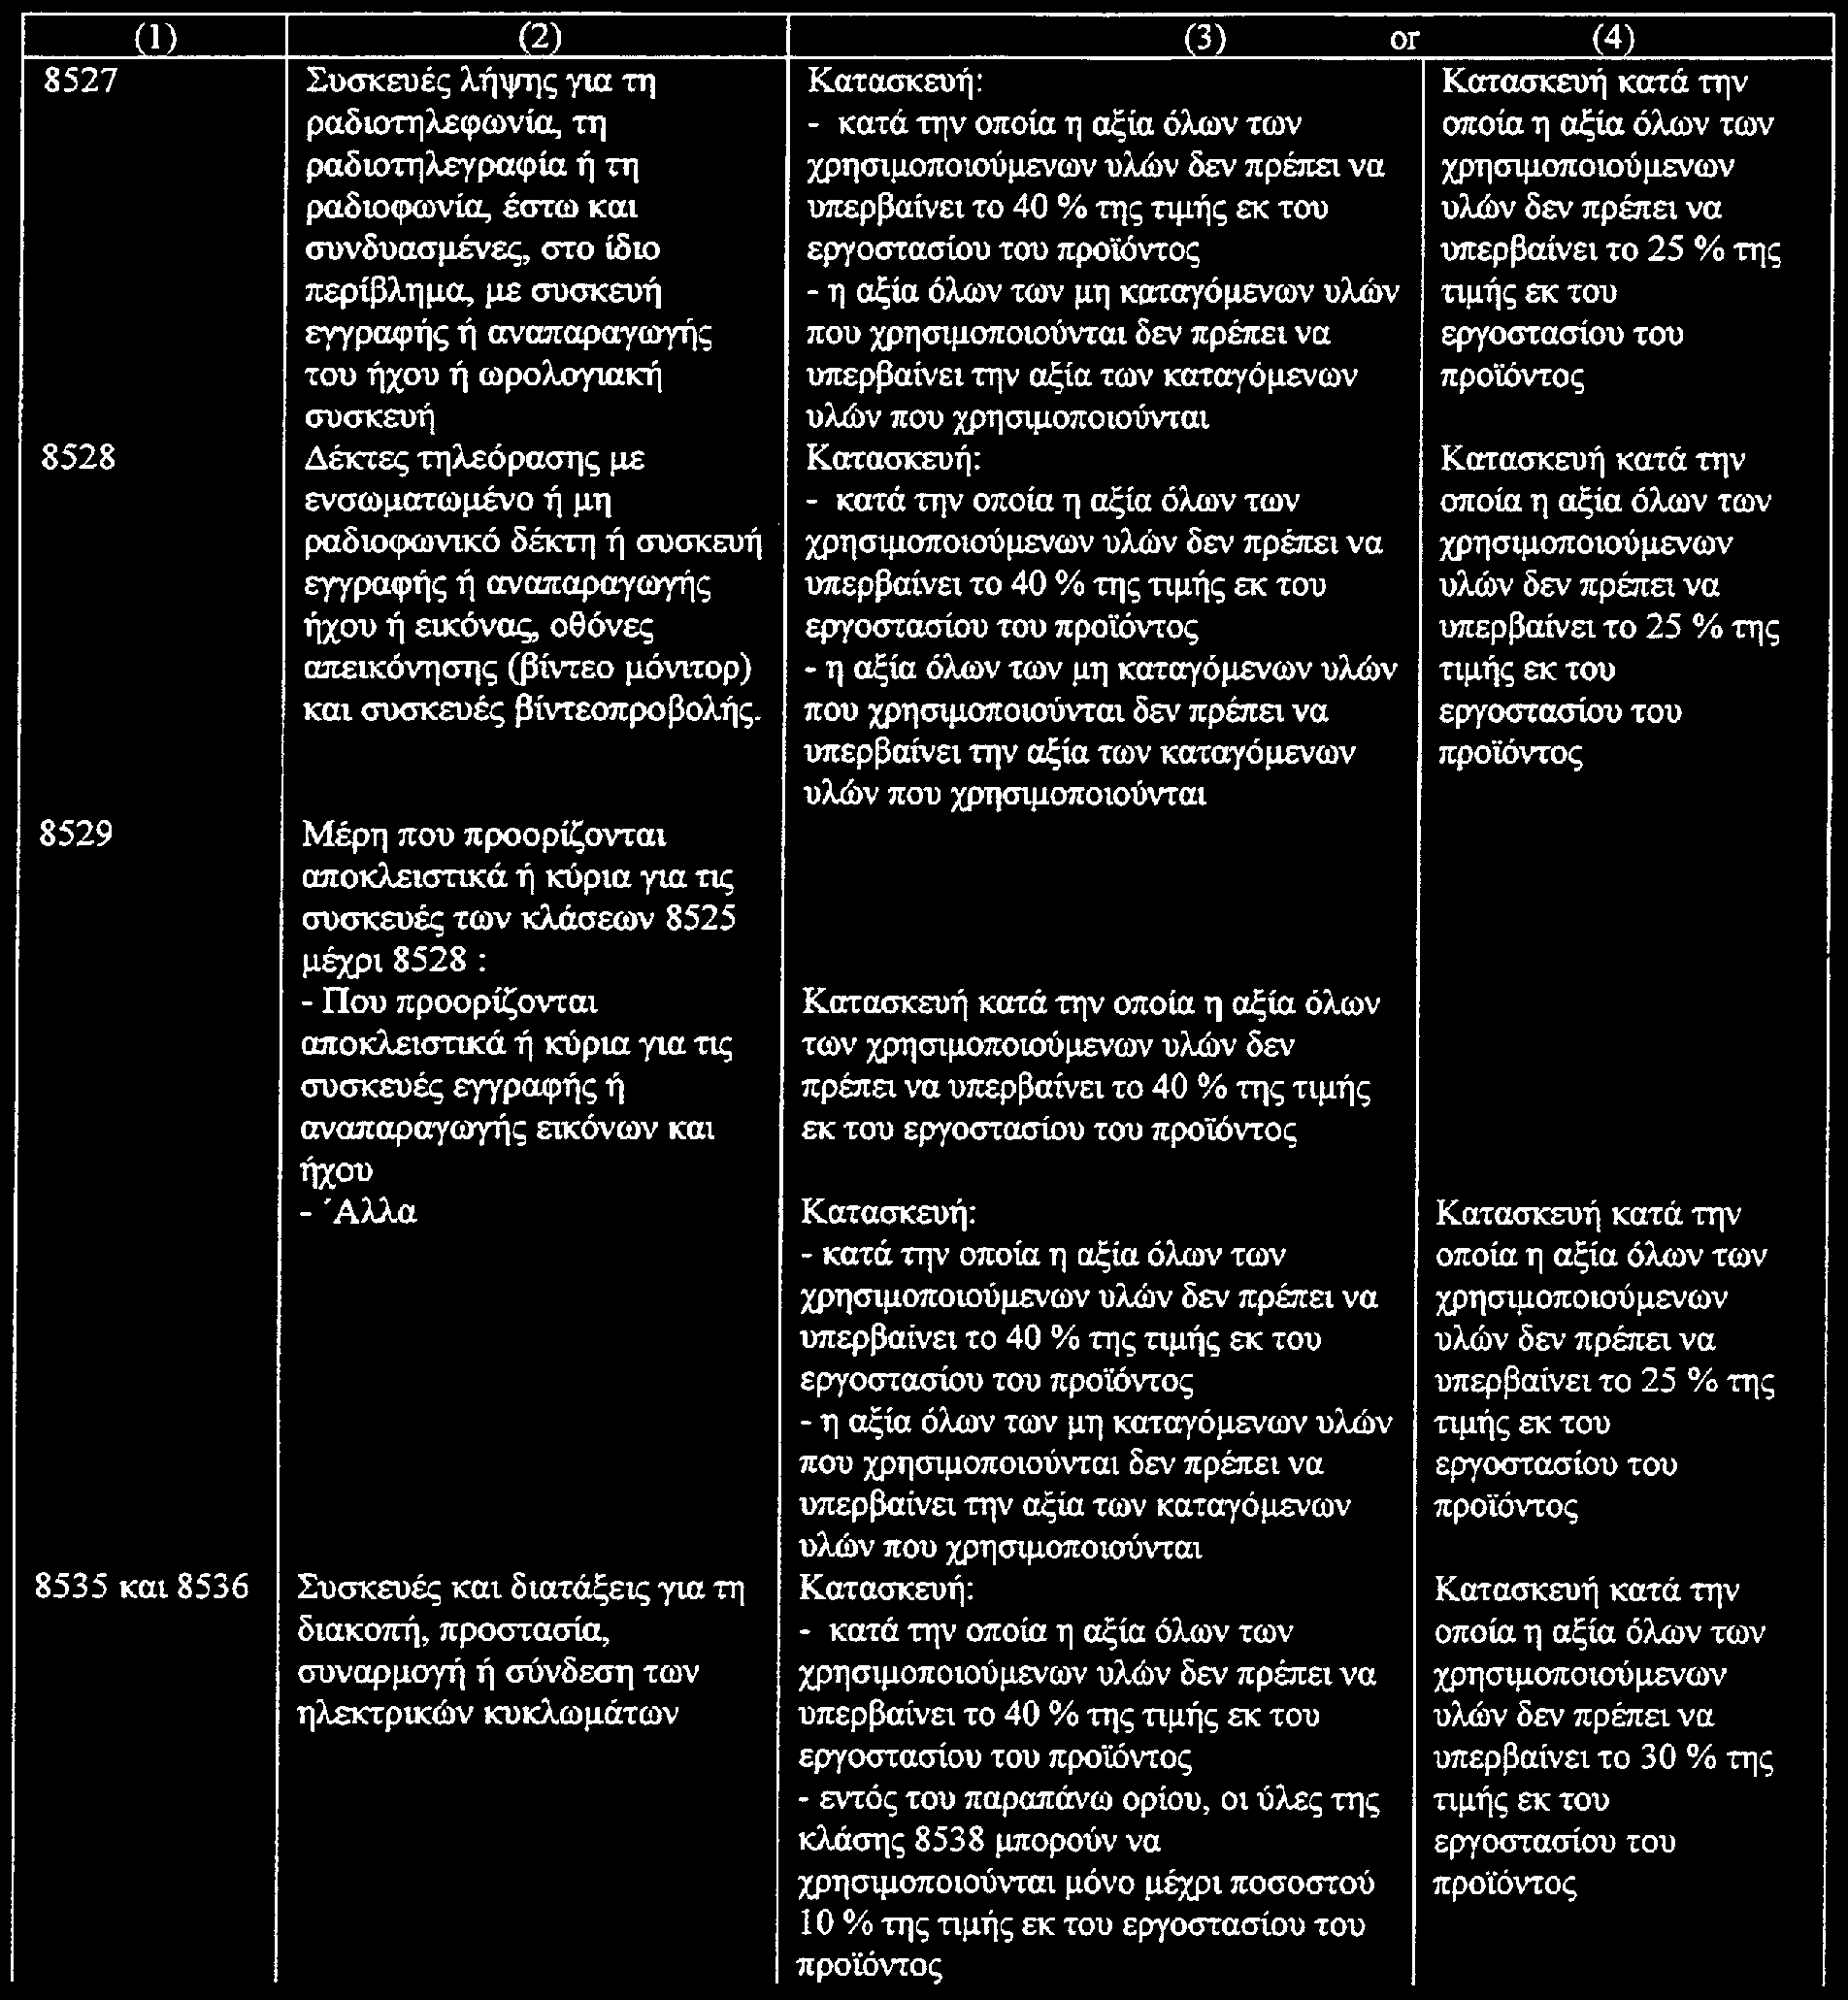 (1) (2) (3) or (4)
8527
Συσκευές λήψης για τη
ραδιοτηλεφωνία, τη
ραδιοτηλεγραφία ή τη
ραδιοφωνία, έστω και
συνδυασμένες, στο ίδιο
περίβλημα, με συσκευή
εγγραφής ή αναπαραγωγής
του ήχου ή ωρολογιακή
συσκευή
Κατασκευή:
- κατά την οποία η αξία όλων των
χρησιμοποιούμενων υλών δεν πρέπει να
υπερβαίνει το 40 % της τιμής εκ του
εργοστασίου του προϊόντος
- η αξία όλων των μη καταγόμενων υλών
που χρησιμοποιούνται δεν πρέπει να
υπερβαίνει την αξία των καταγόμενων
υλών που χρησιμοποιούνται
Κατασκευή κατά την
οποία η αξία όλων των
χρησιμοποιούμενων
υλών δεν πρέπει να
υπερβαίνει το 25 % της
τιμής εκ του
εργοστασίου του
προϊόντος
8528
Δέκτες τηλεόρασης με
ενσωματωμένο ή μη
ραδιοφωνικό δέκτη ή συσκευή
εγγραφής ή αναπαραγωγής
ήχου ή εικόνας, οθόνες
απεικόνησης (βίντεο μόνιτορ)
και συσκευές βίντεοπροβολής.
Κατασκευή:
- κατά την οποία η αξία όλων των
χρησιμοποιούμενων υλών δεν πρέπει να
υπερβαίνει το 40 % της τιμής εκ του
εργοστασίου του προϊόντος
- η αξία όλων των μη καταγόμενων υλών
που χρησιμοποιούνται δεν πρέπει να
υπερβαίνει την αξία των καταγόμενων
υλών που χρησιμοποιούνται
Κατασκευή κατά την
οποία η αξία όλων των
χρησιμοποιούμενων
υλών δεν πρέπει να
υπερβαίνει το 25 % της
τιμής εκ του
εργοστασίου του
προϊόντος
8529
Μέρη που προορίζονται
αποκλειστικά ή κύρια για τις
συσκευές των κλάσεων 8525
μέχρι 8528 :
- Που προορίζονται
αποκλειστικά ή κύρια για τις
συσκευές εγγραφής ή
αναπαραγωγής εικόνων και
ήχου
Κατασκευή κατά την οποία η αξία όλων
των χρησιμοποιούμενων υλών δεν
πρέπει να υπερβαίνει το 40 % της τιμής
εκ του εργοστασίου του προϊόντος
- Άλλα
Κατασκευή:
- κατά την οποία η αξία όλων των
χρησιμοποιούμενων υλών δεν πρέπει να
υπερβαίνει το 40 % της τιμής εκ του
εργοστασίου του προϊόντος
- η αξία όλων των μη καταγόμενων υλών
που χρησιμοποιούνται δεν πρέπει να
υπερβαίνει την αξία των καταγόμενων
υλών που χρησιμοποιούνται
Κατασκευή κατά την
οποία η αξία όλων των
χρησιμοποιούμενων
υλών δεν πρέπει να
υπερβαίνει το 25 % της
τιμής εκ του
εργοστασίου του
προϊόντος
8535 και 8536
Συσκευές και διατάξεις για τη
διακοπή, προστασία,
συναρμογή ή σύνδεση των
ηλεκτρικών κυκλωμάτων
Κατασκευή:
- κατά την οποία η αξία όλων των
χρησιμοποιούμενων υλών δεν πρέπει να
υπερβαίνει το 40 % της τιμής εκ του
εργοστασίου του προϊόντος
- εντός του παραπάνω ορίου, οι ύλες της
κλάσης 8538 μπορούν να
χρησιμοποιούνται μόνο μέχρι ποσοστού
10 % της τιμής εκ του εργοστασίου του
προϊόντος
Κατασκευή κατά την
οποία η αξία όλων των
χρησιμοποιούμενων
υλών δεν πρέπει να
υπερβαίνει το 30 % της
τιμής εκ του
εργοστασίου του
προϊόντος